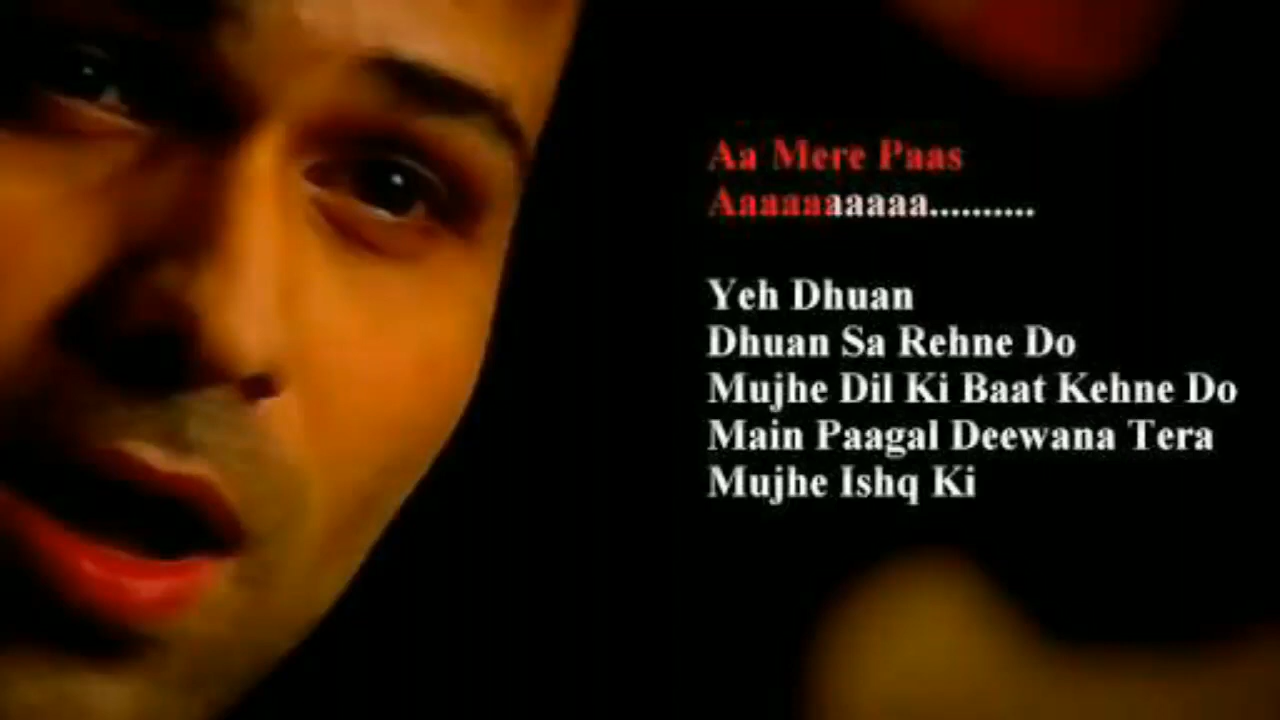 Aa Mere Paas
Aaaaaaaaaa..........
Yeh Dhuan
Dhuan Sa Rehne Do
Mujhe Dil Ki Baat Kehne Do
Main Paagal Deewana Tera
Mujhe Ishq Ki